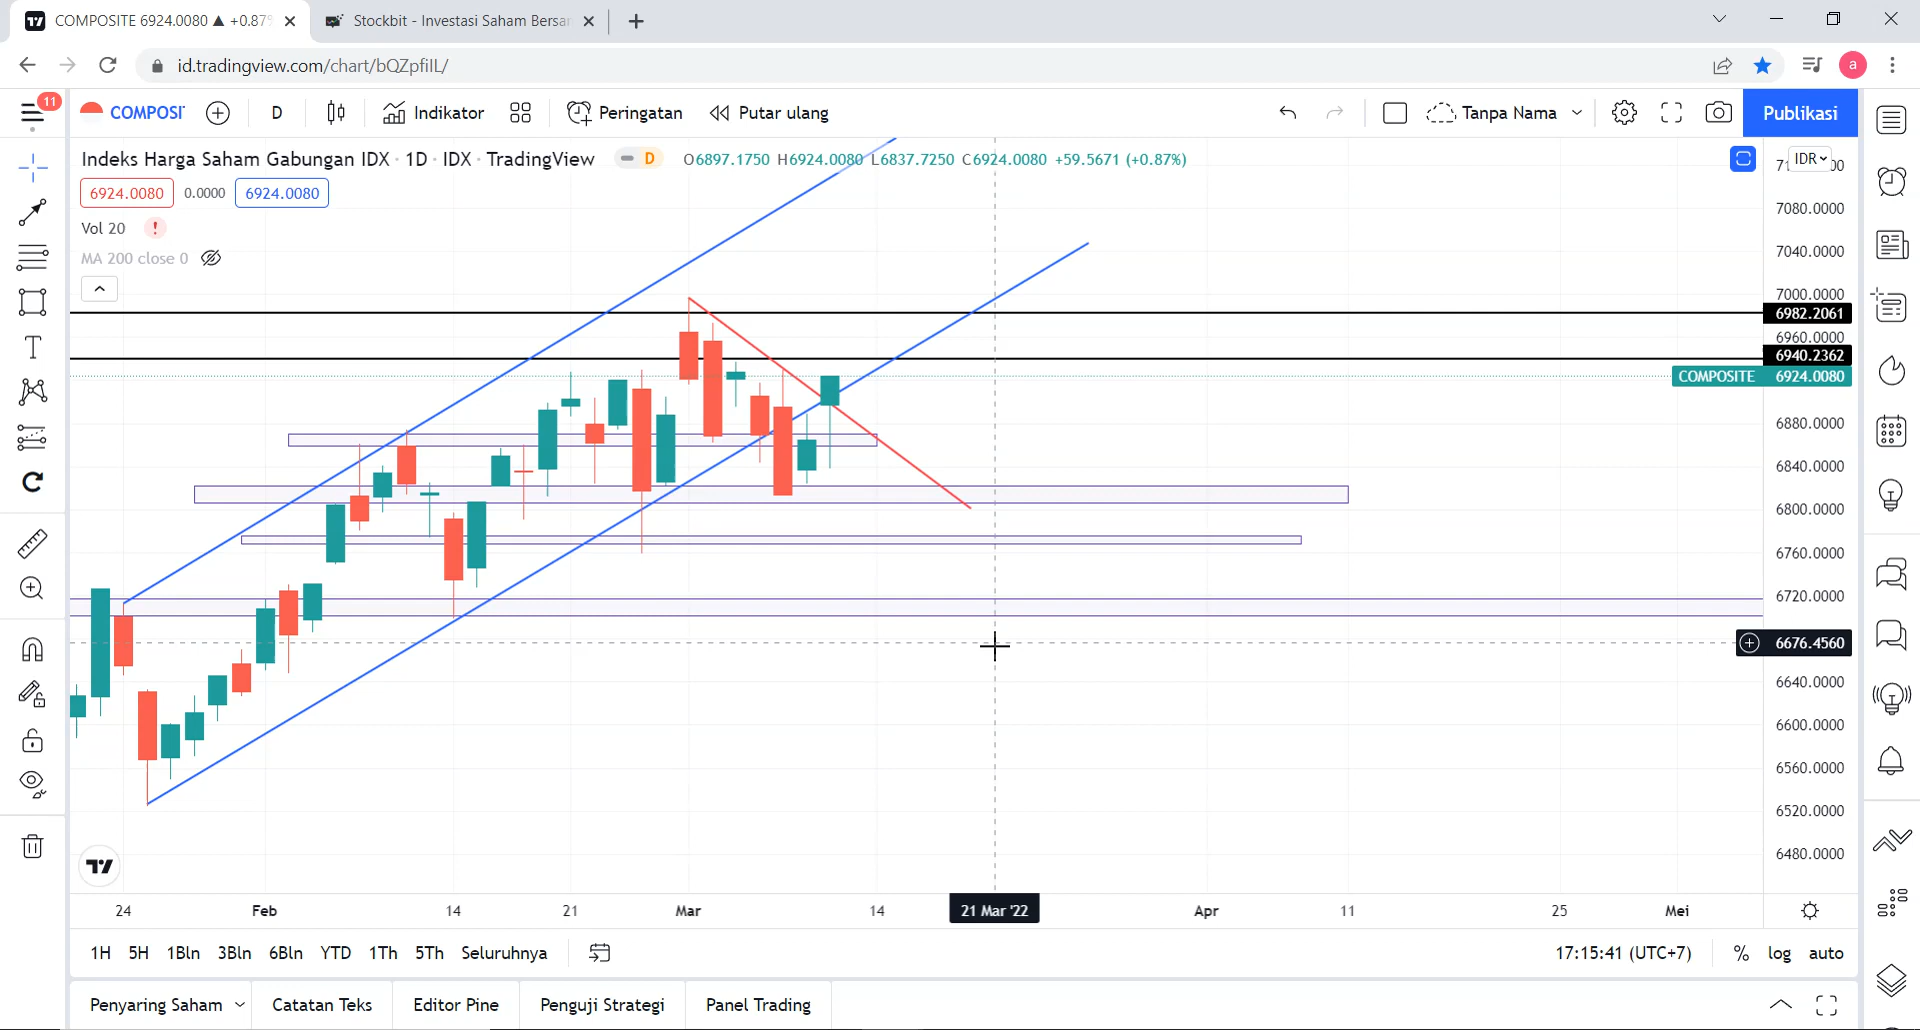 COMPOSITE 6924.0080 ▲ +0.87%
Stockbit - Investasi Saham Bersan
id.tradingview.com/chart/bQZpfiIL/
a
11
COMPOSIT
D
Indikator
Peringatan
Putar ulang
Tanpa Nama
Publikasi
Indeks Harga Saham Gabungan IDX · 1D · IDX · TradingView
D
O6897.1750 H6924.0080 L6837.7250 C6924.0080 +59.5671 (+0.87%)
IDR
6924.0080
0.0000
6924.0080
Vol 20
!
MA 200 close 0
7080.0000
7040.0000
7000.0000
6982.2061
6960.0000
6940.2362
COMPOSITE 6924.0080
6880.0000
6840.0000
6800.0000
6760.0000
6720.0000
6676.4560
6640.0000
6600.0000
6560.0000
6520.0000
6480.0000
24
Feb
14
21
Mar
14
21 Mar '22
Apr
11
25
Mei
1H
5H
1Bln
3Bln
6Bln
YTD
1Th
5Th
Seluruhnya
17:15:41 (UTC+7)
%
log
auto
Penyaring Saham
Catatan Teks
Editor Pine
Penguji Strategi
Panel Trading